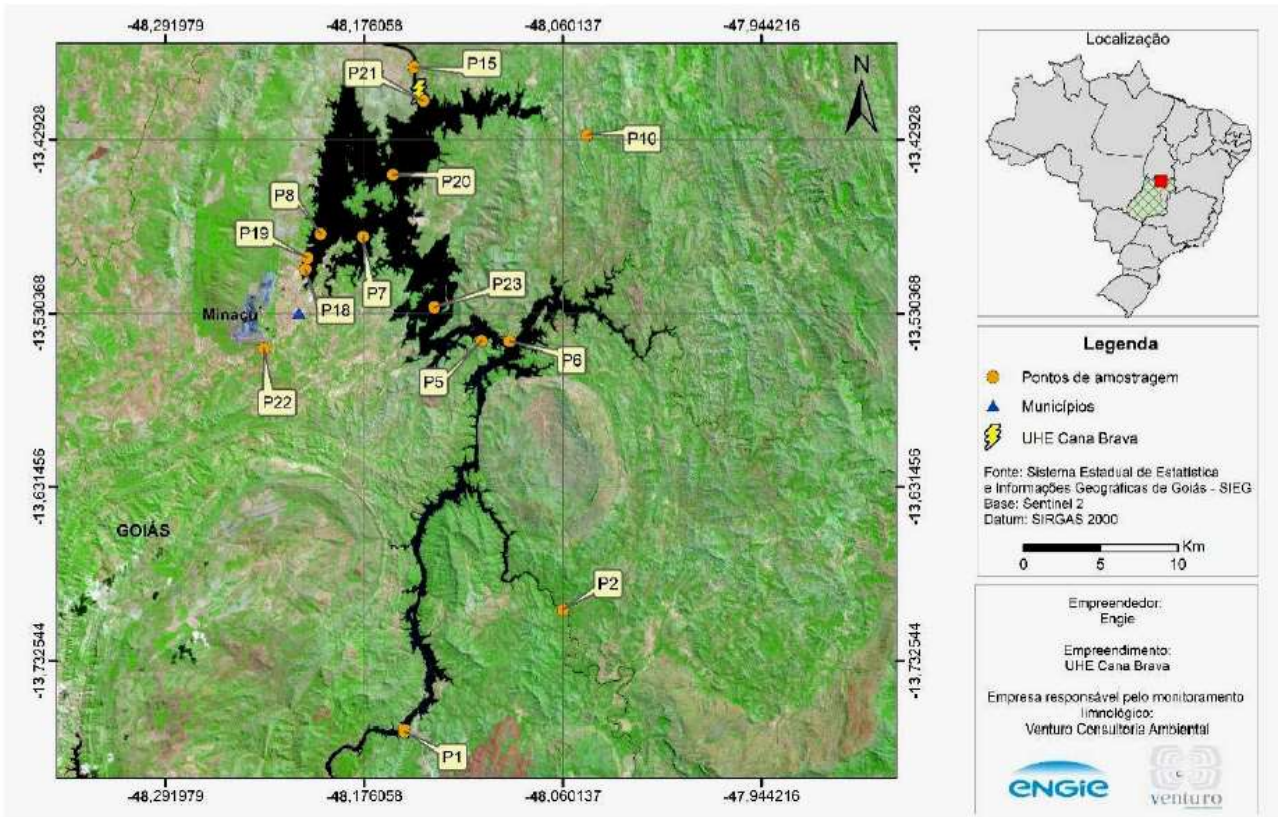 -48,291979
-48,176058
-48,060137
-47,944216
P21
P15
N
-13,42928
-13,42928
P10
P20
P8
P19
P7
P23
P18
-13,530368
-13,530368
Minaçu
P5
P6
P22
-13,631456
-13,631456
GOIÁS
P2
-13,732544
-13,732544
P1
-48,291979
-48,176058
-48,060137
-47,944216
Localização
Legenda
Pontos de amostragem
Municípios
UHE Cana Brava
Fonte: Sistema Estadual de Estatística
e Informações Geográficas de Goiás - SIEG
Base: Sentinel 2
Datum: SIRGAS 2000
Km
0 5 10
Empreendedor:
Engie
Empreendimento:
UHE Cana Brava
Empresa responsável pelo monitoramento
limnológico:
Venturo Consultoria Ambiental
ENGIE
venturo